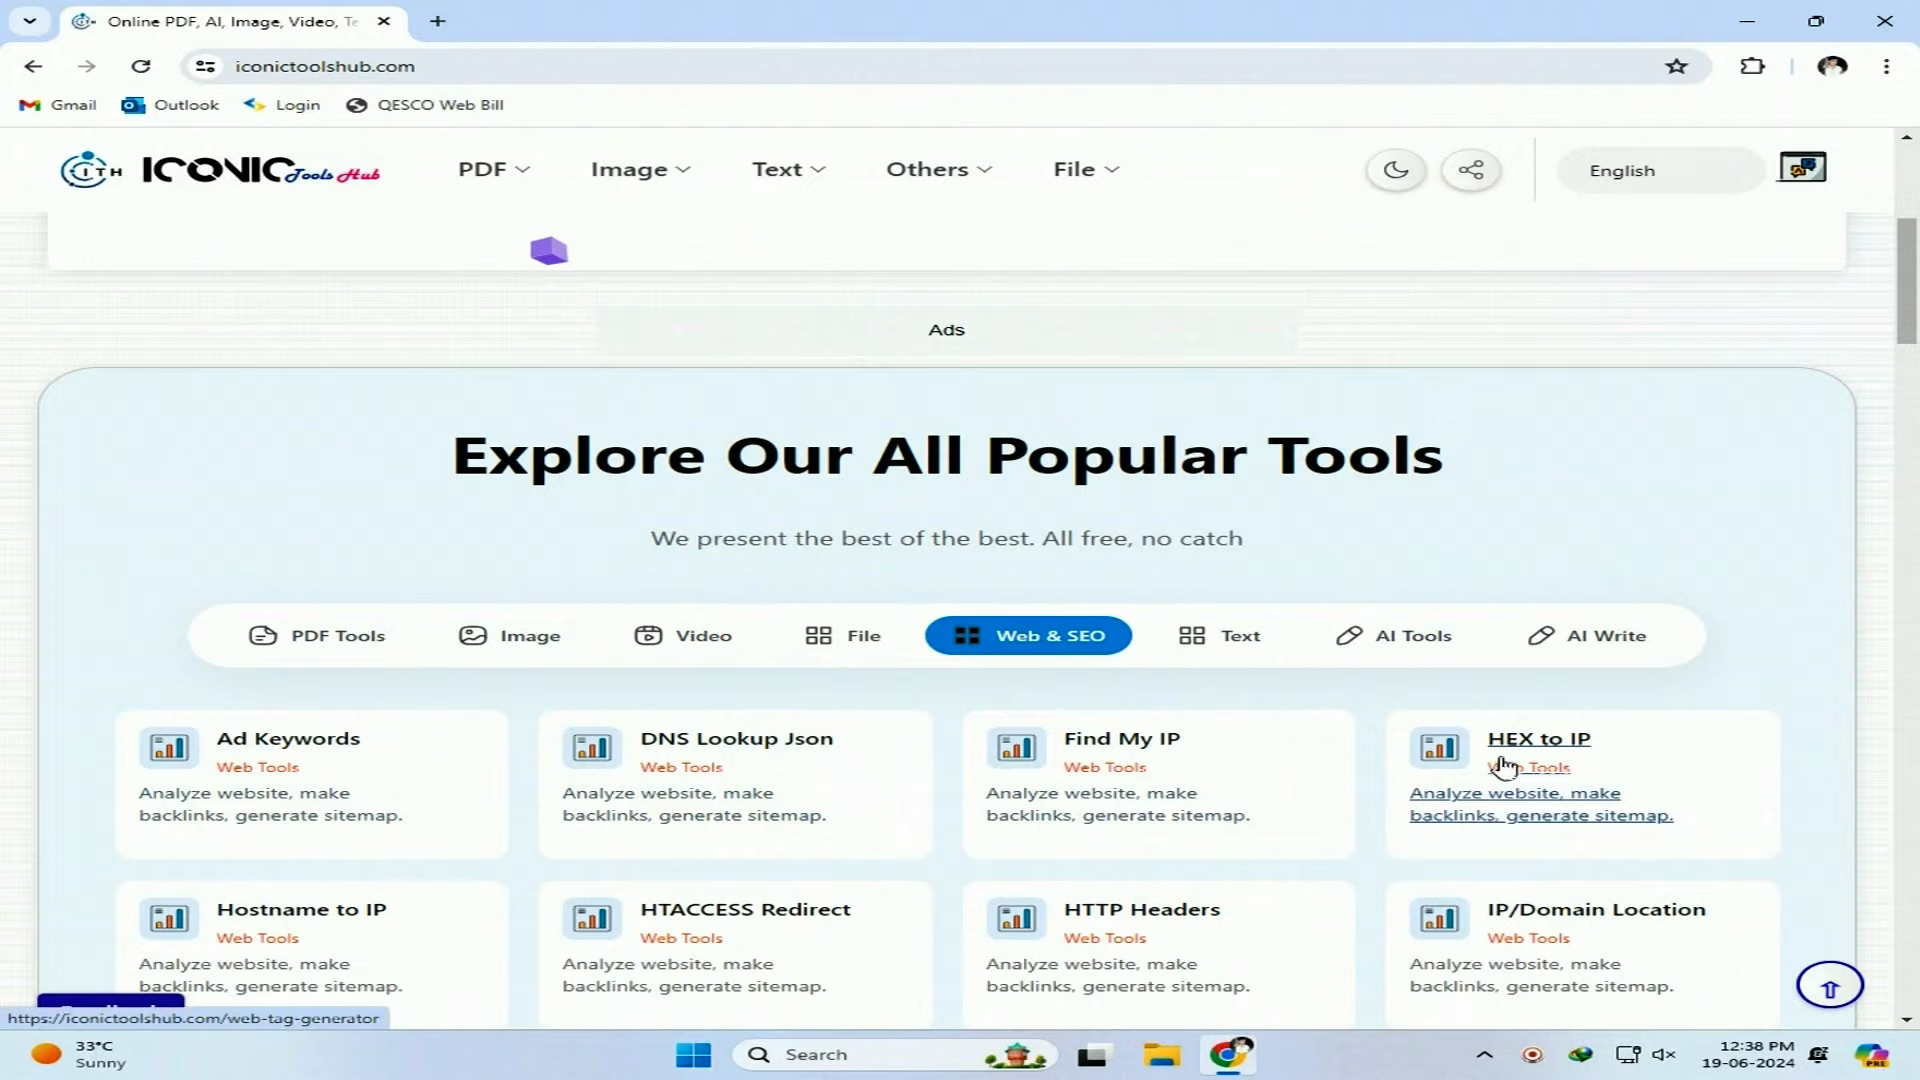 Online PDF, AI, Image, Video, Te
iconictoolshub.com
Gmail
Outlook
Login
QESCO Web Bill
ITH ICONIC Tools Hub
PDF
Image
Text
Others
File
English
Ads
Explore Our All Popular Tools
We present the best of the best. All free, no catch
PDF Tools
Image
Video
File
Web & SEO
Text
AI Tools
AI Write
Ad Keywords
Web Tools
Analyze website, make
backlinks, generate sitemap.
DNS Lookup Json
Web Tools
Analyze website, make
backlinks, generate sitemap.
Find My IP
Web Tools
Analyze website, make
backlinks, generate sitemap.
HEX to IP
Tools
Analyze website, make
backlinks, generate sitemap.
Hostname to IP
Web Tools
Analyze website, make
backlinks, generate sitemap.
HTACCESS Redirect
Web Tools
Analyze website, make
backlinks, generate sitemap.
HTTP Headers
Web Tools
Analyze website, make
backlinks, generate sitemap.
IP/Domain Location
Web Tools
Analyze website, make
backlinks, generate sitemap.
https://iconictoolshub.com/web-tag-generator
33°C
Sunny
Search
12:38 PM
19-06-2024
PRE